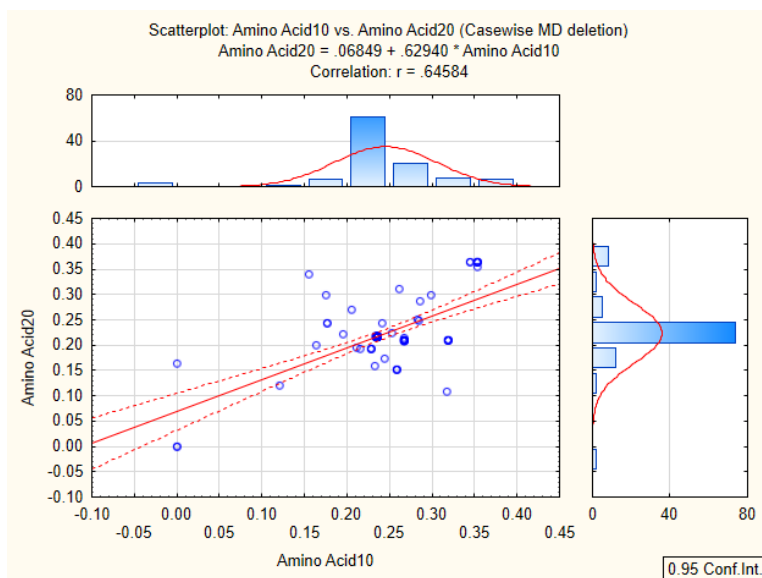 Scatterplot: Amino Acid10 vs. Amino Acid20 (Casewise MD deletion)
Amino Acid20 = .06849 + .62940 * Amino Acid10
Correlation: r = .64584
80
40
0
0.45
0.40
0.35
0.30
0.25
0.20
0.15
0.10
0.05
0.00
-0.05
-0.10
Amino Acid20
-0.10 0.00 0.10 0.20 0.30 0.40
-0.05 0.05 0.15 0.25 0.35 0.45
Amino Acid10
0 40 80
0.95 Conf.Int.